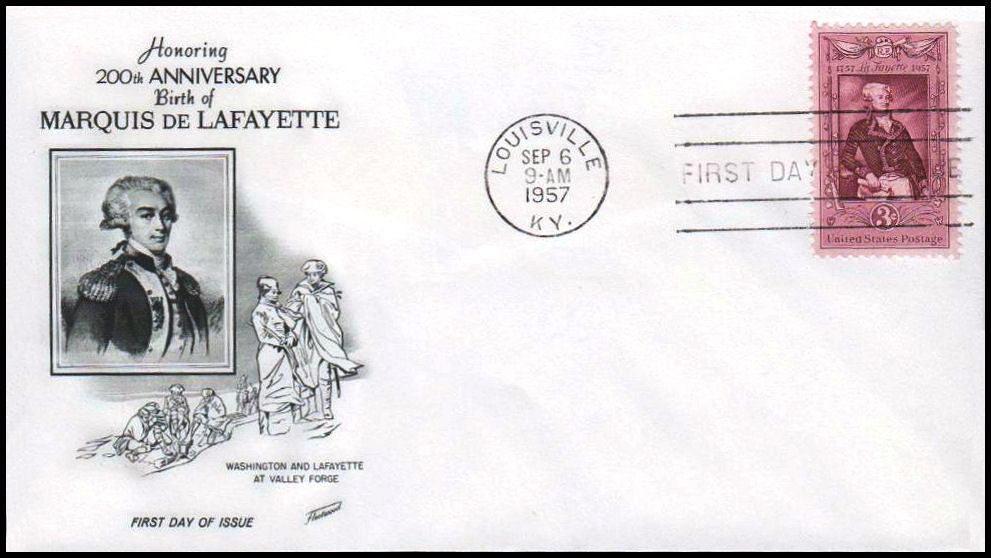 Honoring
200th ANNIVERSARY
Birth of
MARQUIS DE LAFAYETTE
WASHINGTON AND LAFAYETTE
AT VALLEY FORGE
FIRST DAY OF ISSUE
Fleetwood
LOUISVILLE
SEP 6
9-AM
1957
KY.
FIRST DAY
1757 La Fayette 1957
3¢
United States Postage